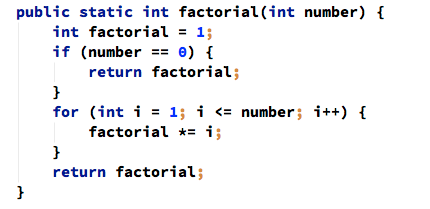 public static int factorial(int number) {
    int factorial = 1;
    if (number == 0) {
        return factorial;
    }
    for (int i = 1; i <= number; i++) {
        factorial *= i;
    }
    return factorial;
}